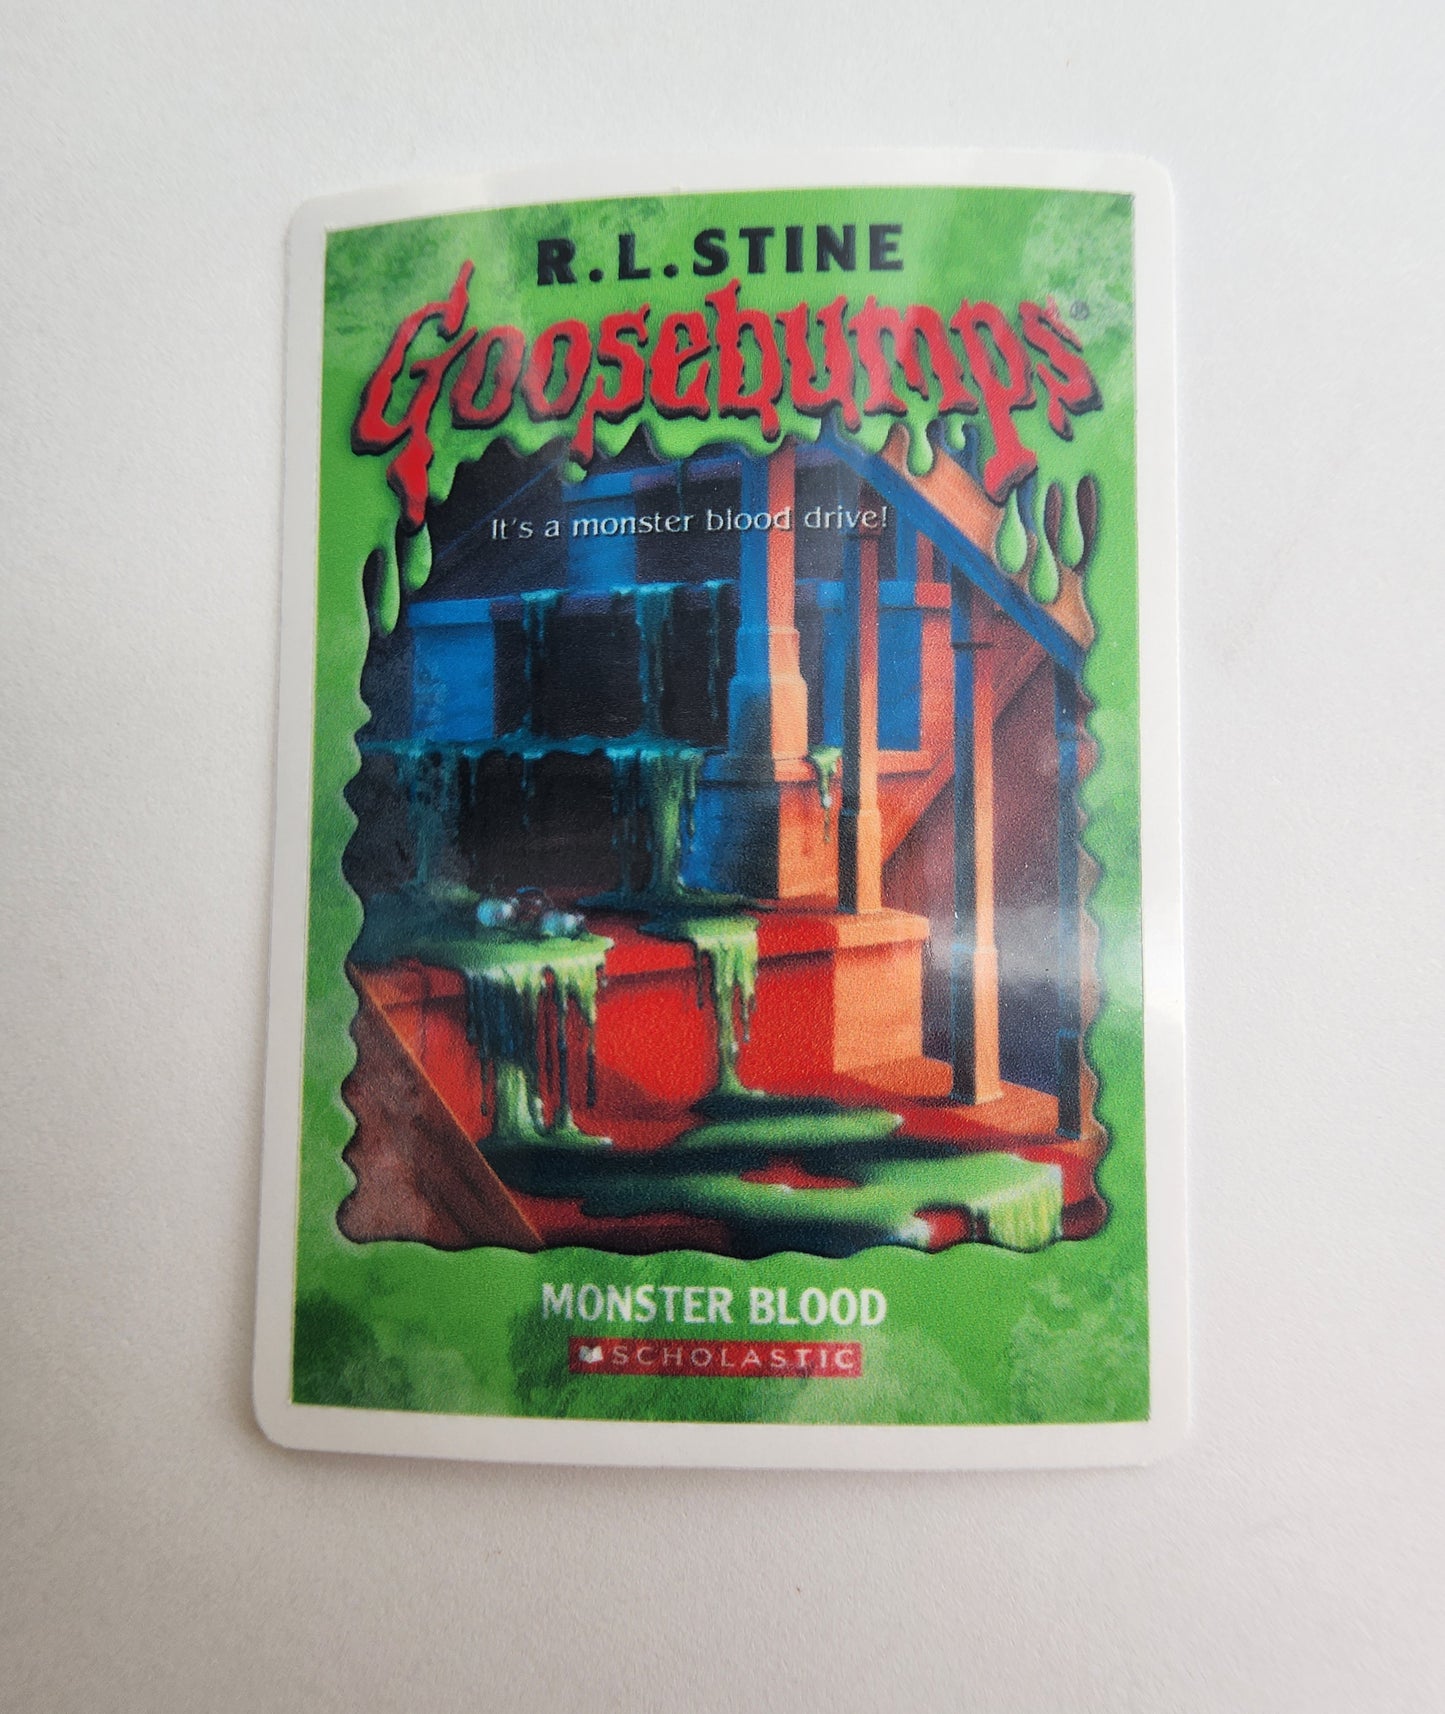 R.L.STINE
Goosebumps®
It's a monster blood drive!
MONSTER BLOOD
SCHOLASTIC